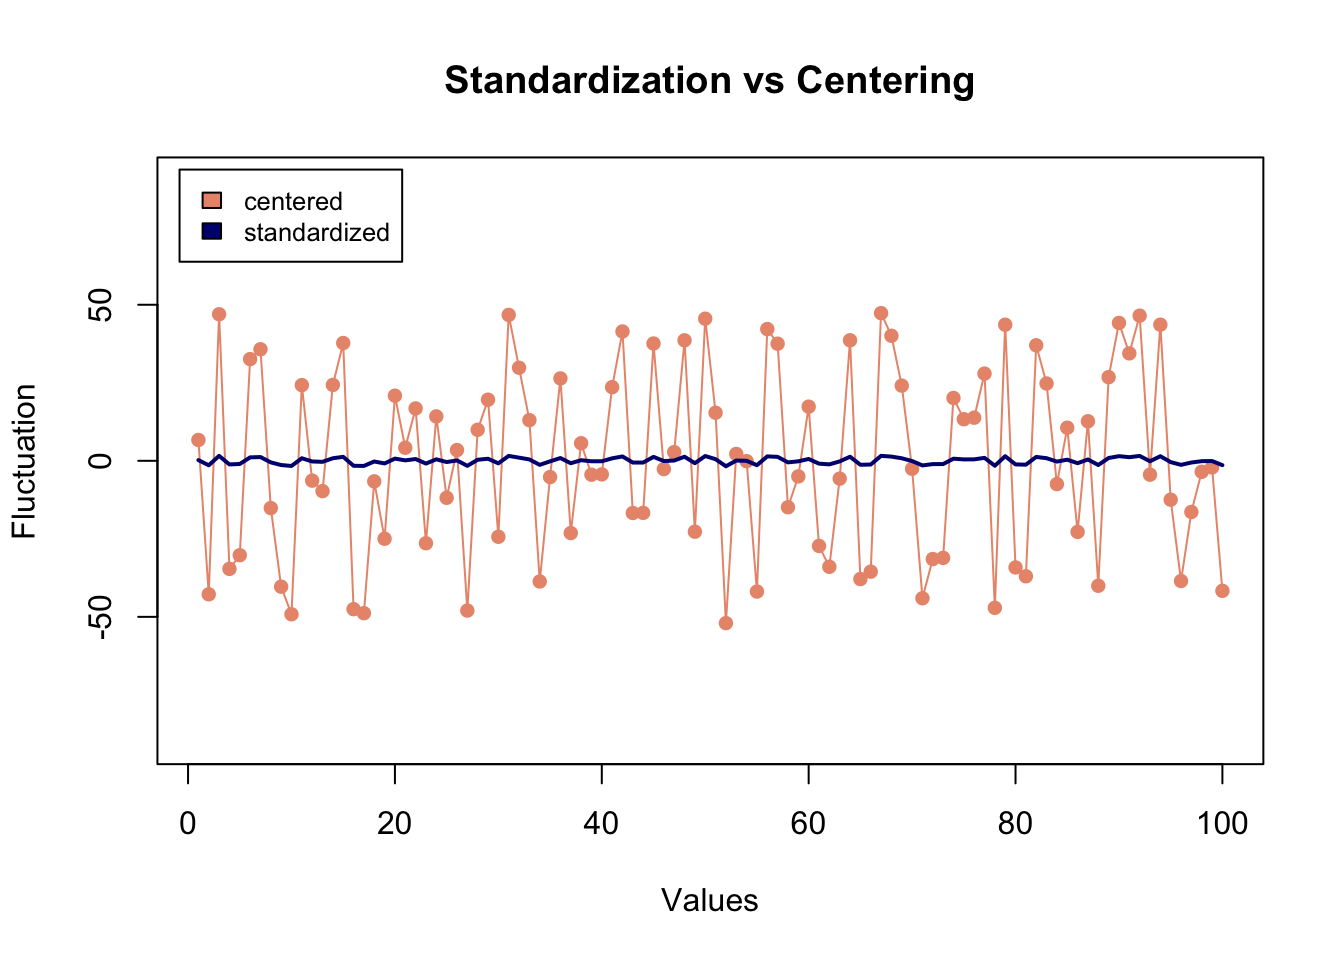 Standardization vs Centering
centered
standardized
Fluctuation
50
0
-50
0 20 40 60 80 100
Values